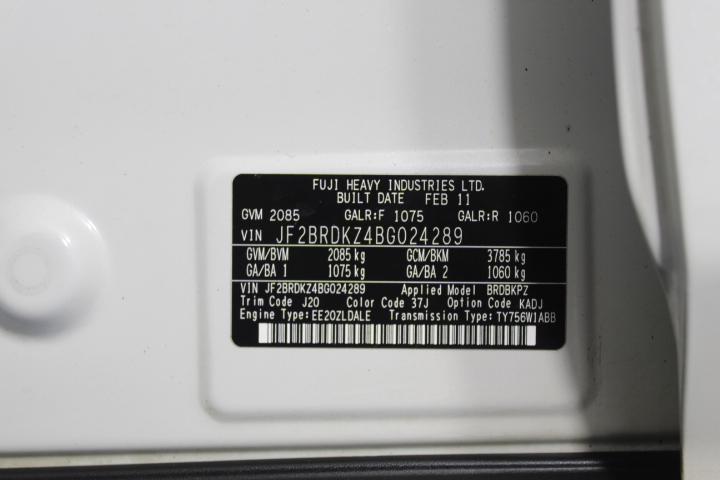 FUJI HEAVY INDUSTRIES LTD.
BUILT DATE FEB 11
GVM 2085 GALR:F 1075 GALR:R 1060
VIN JF2BRDKZ4BG024289
GVM/BVM 2085 kg GCM/BKM 3785 kg
GA/BA 1 1075 kg GA/BA 2 1060 kg
VIN JF2BRDKZ4BG024289 Applied Model BRDBKPZ
Trim Code J20 Color Code 37J Option Code KADJ
Engine Type:EE20ZLDALE Transmission Type:TY756W1ABB